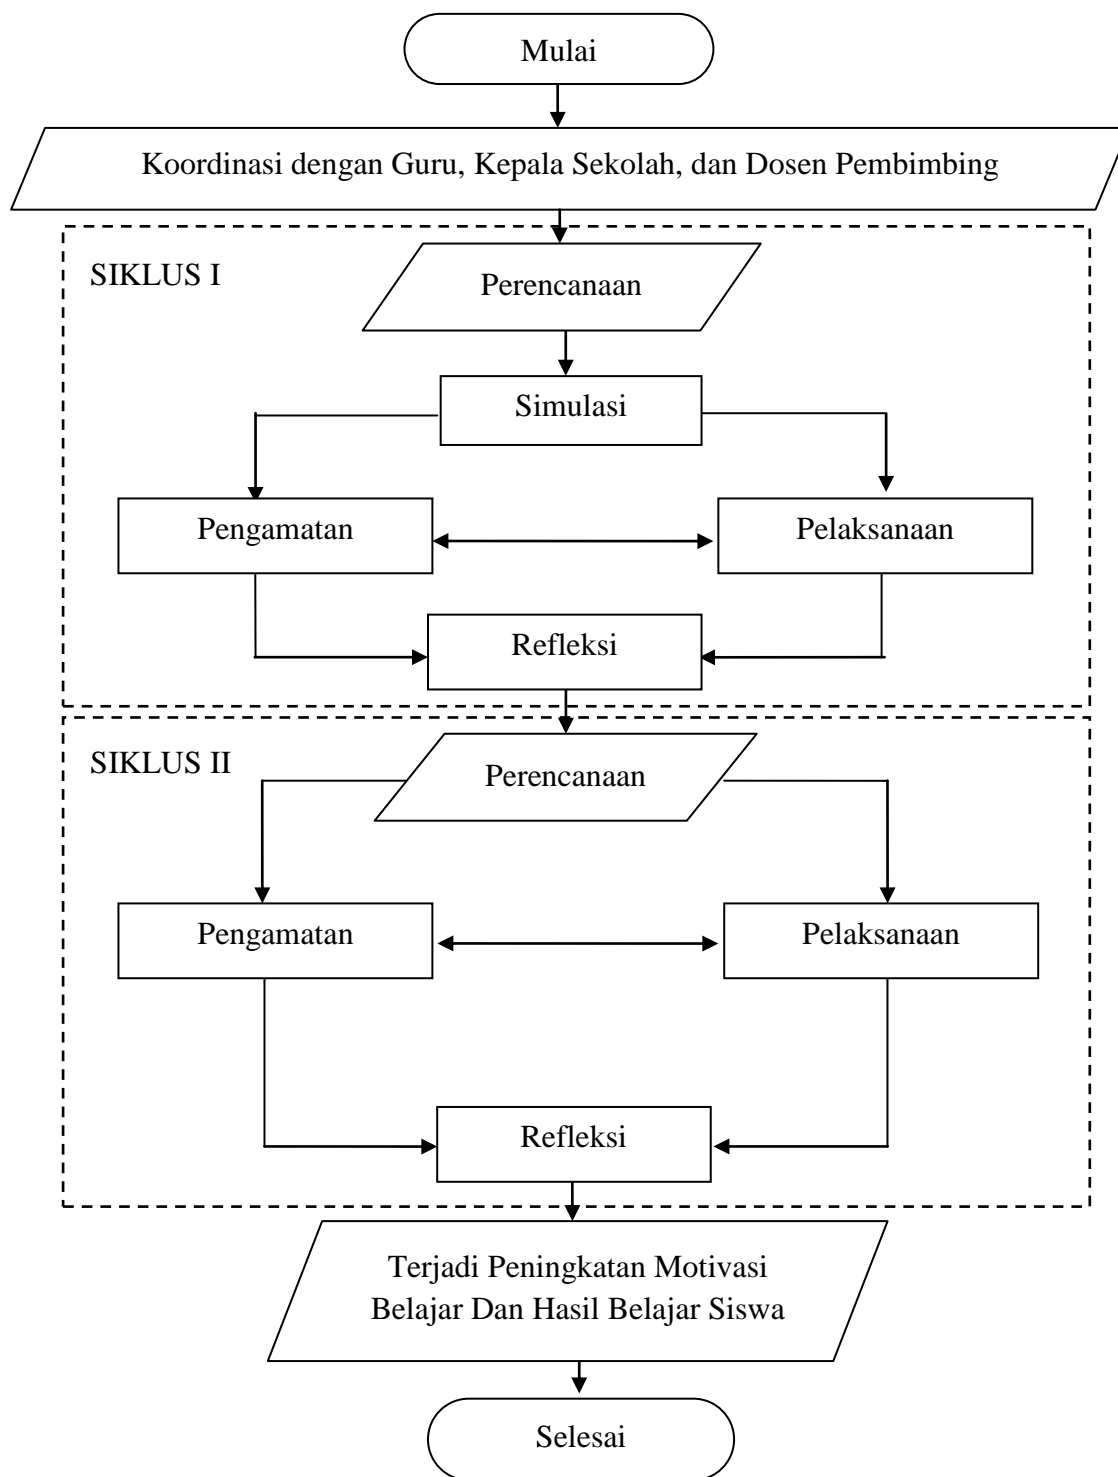 Mulai
Koordinasi dengan Guru, Kepala Sekolah, dan Dosen Pembimbing
SIKLUS I
Perencanaan
Simulasi
Pengamatan
Pelaksanaan
Refleksi
SIKLUS II
Perencanaan
Pengamatan
Pelaksanaan
Refleksi
Terjadi Peningkatan Motivasi
Belajar Dan Hasil Belajar Siswa
Selesai